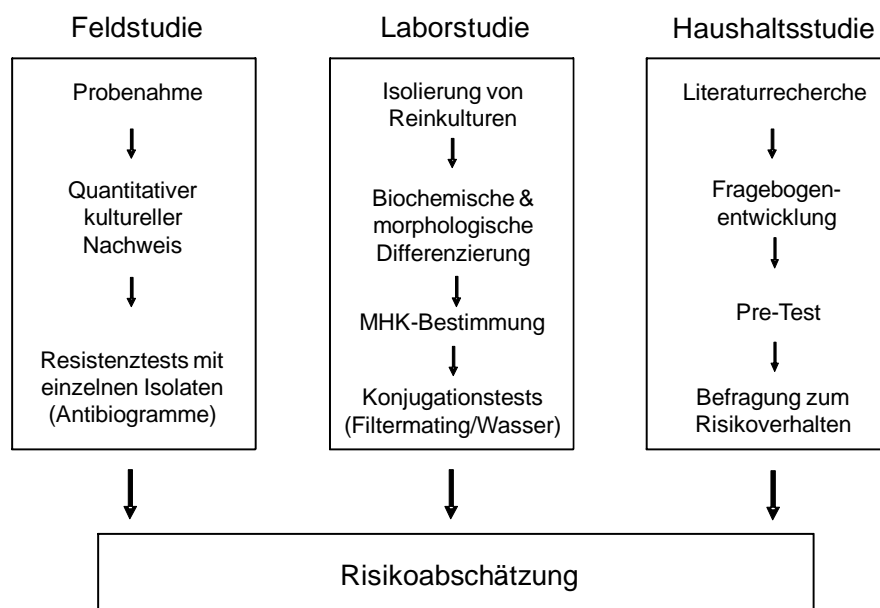 Feldstudie
Probenahme
Quantitativer
kultureller
Nachweis
Resistenztests mit
einzelnen Isolaten
(Antibiogramme)
Laborstudie
Isolierung von
Reinkulturen
Biochemische &
morphologische
Differenzierung
MHK-Bestimmung
Konjugationstests
(Filtermating/Wasser)
Haushaltsstudie
Literaturrecherche
Fragebogen-
entwicklung
Pre-Test
Befragung zum
Risikoverhalten
Risikoabschätzung